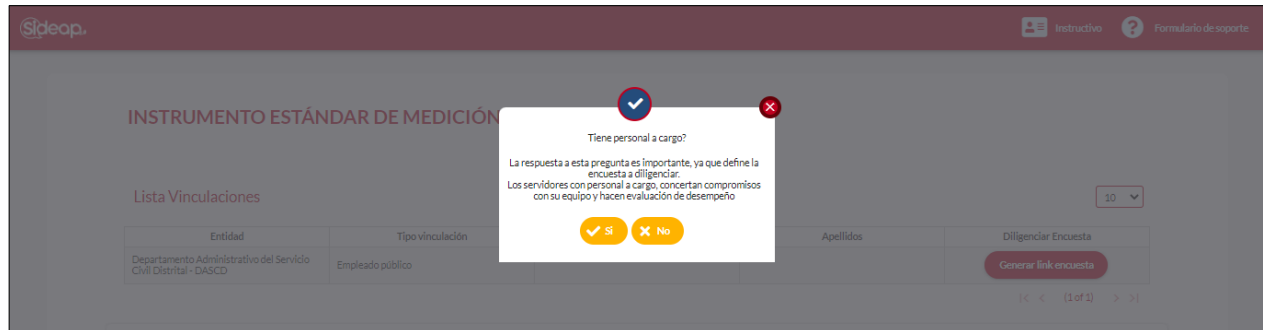 sideap.
Instructivo
Formulario de soporte
INSTRUMENTO ESTÁNDAR DE MEDICIÓN
Tiene personal a cargo?
La respuesta a esta pregunta es importante, ya que define la
encuesta a diligenciar.
Los servidores con personal a cargo, concertan compromisos
con su equipo y hacen evaluación de desempeño
Sí
No
Lista Vinculaciones
10
Entidad
Tipo vinculación
Apellidos
Diligenciar Encuesta
Departamento Administrativo del Servicio
Civil Distrital - DASCD
Empleado público
Generar link encuesta
(1 of 1)